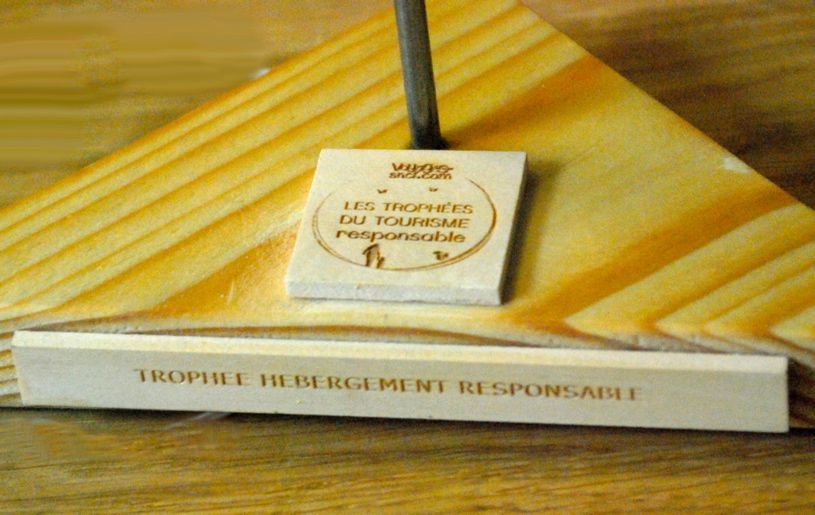 Voyages-
sncf.com
LES TROPHÉES
DU TOURISME
responsable
TROPHEE HEBERGEMENT RESPONSABLE